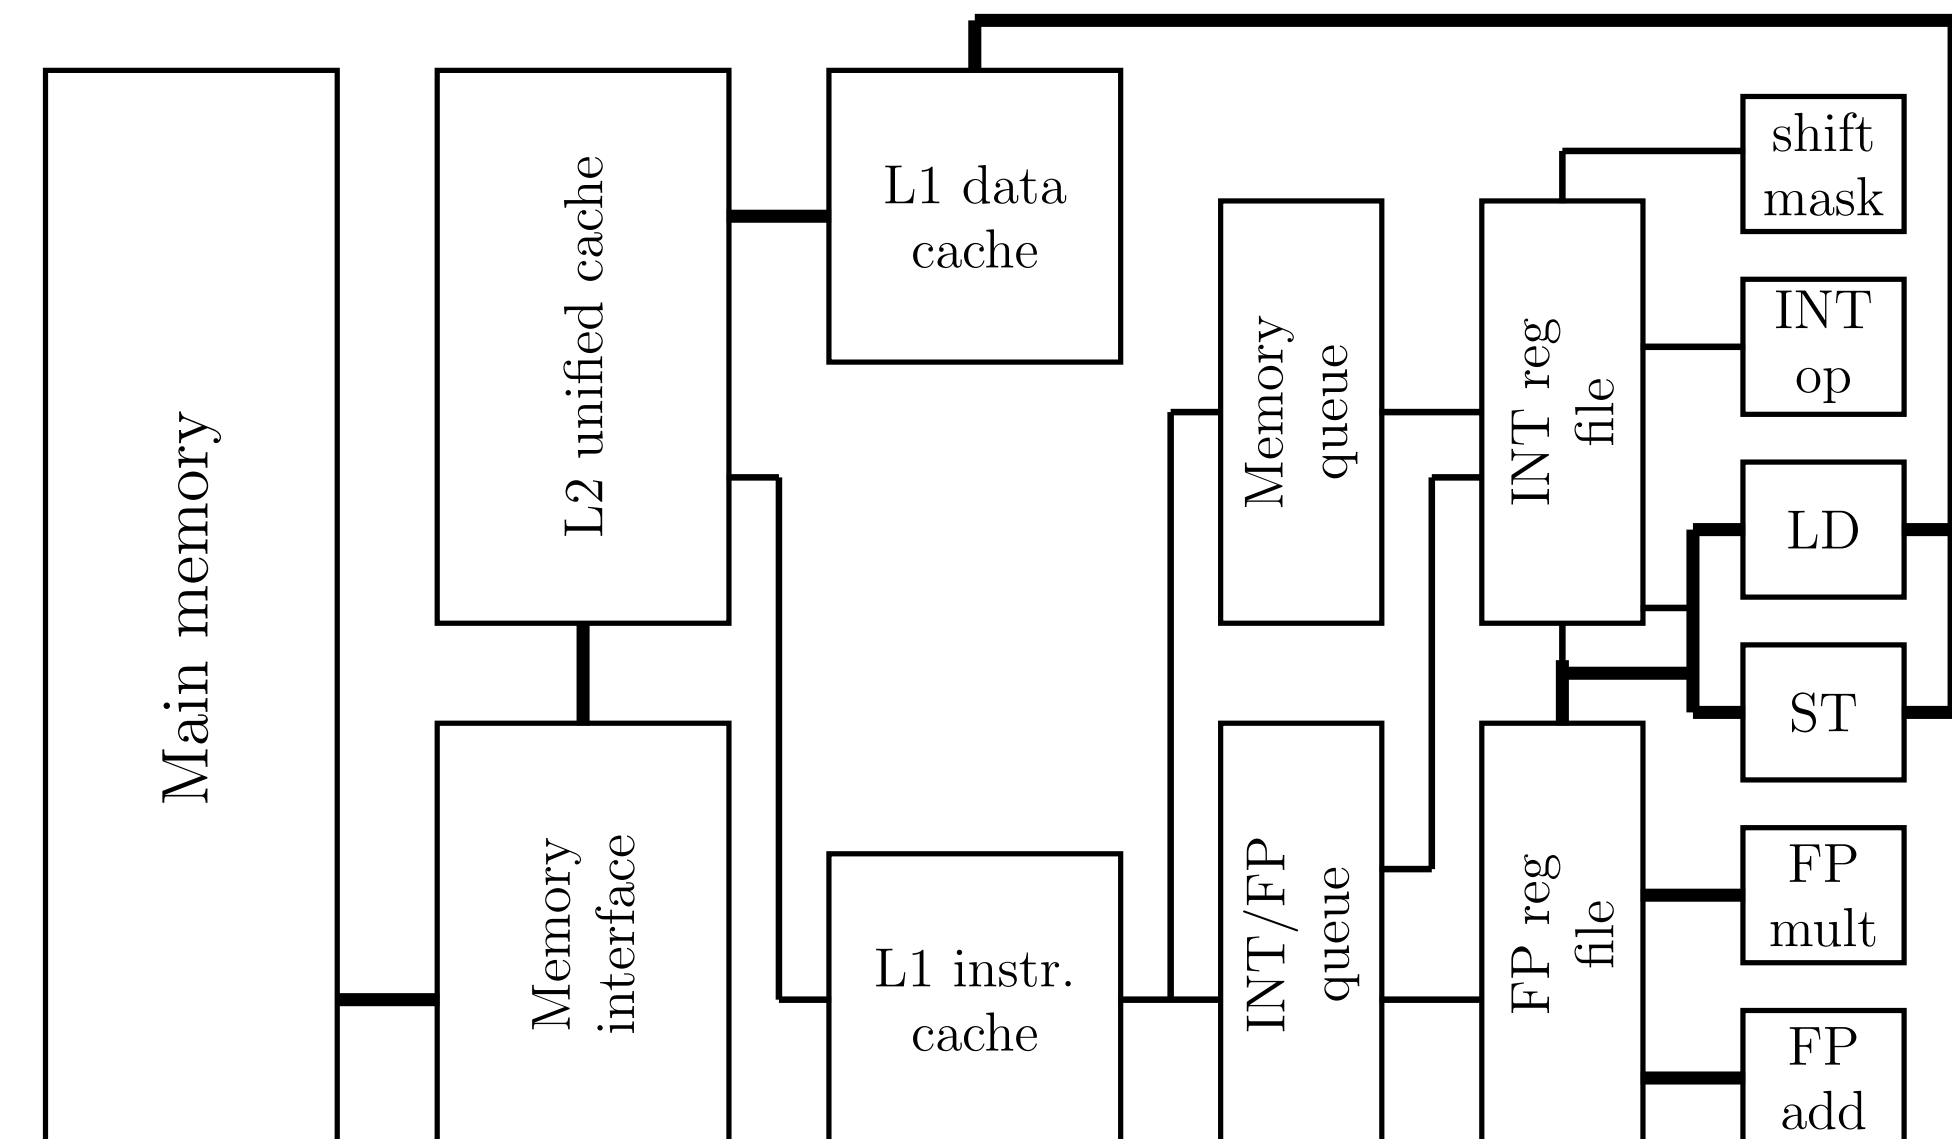 Main memory
L2 unified cache
Memory
interface
L1 data
cache
L1 instr.
cache
Memory
queue
INT/FP
queue
INT reg
file
FP reg
file
shift
mask
INT
op
LD
ST
FP
mult
FP
add